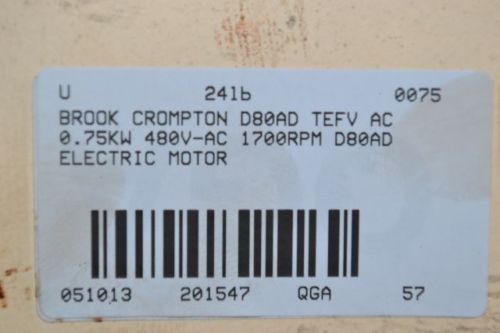 U 241b 0075
BROOK CROMPTON D80AD TEFV AC
0.75KW 480V-AC 1700RPM D80AD
ELECTRIC MOTOR
051013 201547 QGA 57